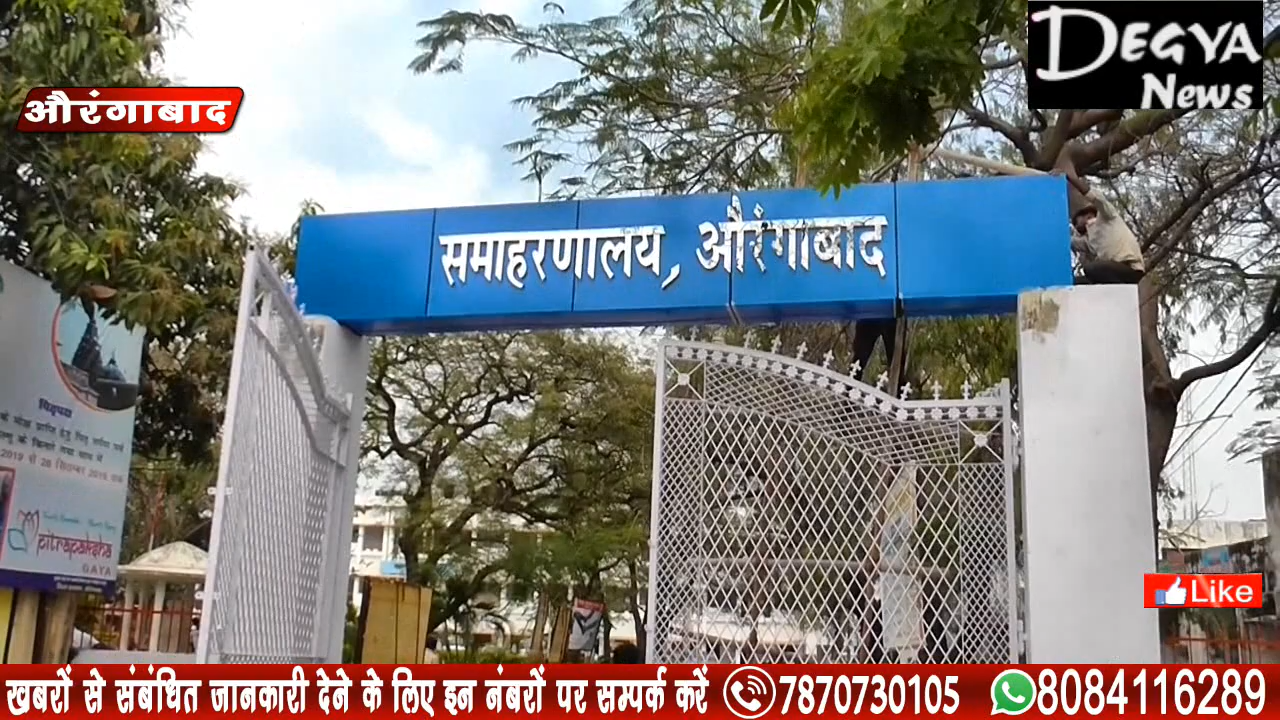 DEGYA
News
औरंगाबाद
समाहरणालय, औरंगाबाद
pitrapaksha
GAYA
Like
खबरों से संबंधित जानकारी देने के लिए इन नंबरों पर सम्पर्क करें 7870730105 8084116289